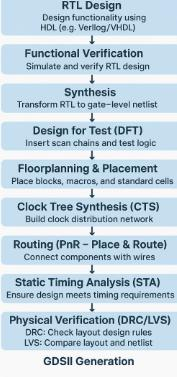 RTL Design
Design functionality using
HDL (e.g. Verilog/VHDL)
Functional Verification
Simulate and verify RTL design
Synthesis
Transform RTL to gate-level netlist
Design for Test (DFT)
Insert scan chains and test logic
Floorplanning & Placement
Place blocks, macros, and standard cells
Clock Tree Synthesis (CTS)
Build clock distribution network
Routing (PnR – Place & Route)
Connect components with wires
Static Timing Analysis (STA)
Ensure design meets timing requirements
Physical Verification (DRC/LVS)
DRC: Check layout design rules
LVS: Compare layout and netlist
GDSII Generation